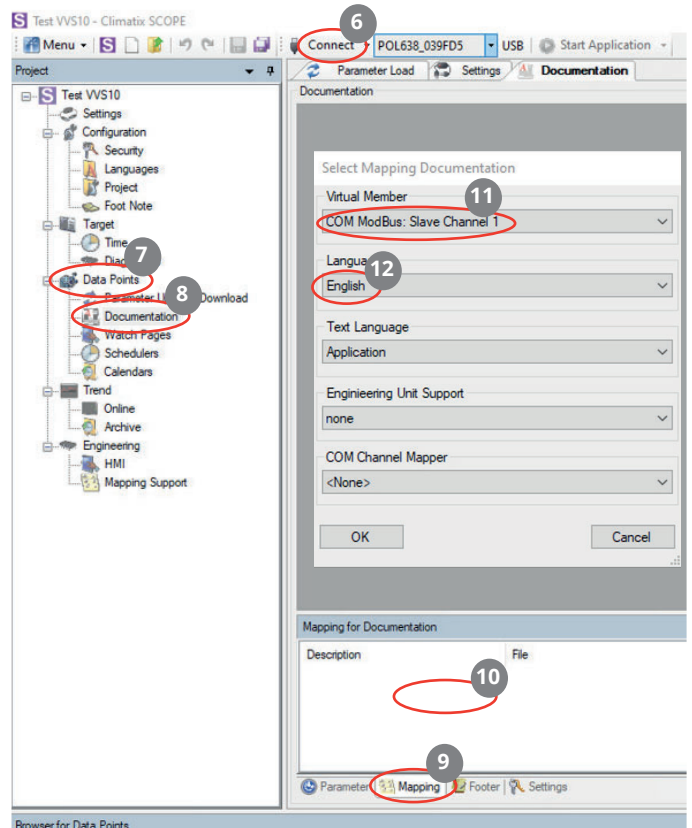 S Test VVS10 - Climatix SCOPE
6
Menu
S
Connect
POL638_039FD5
USB
Start Application
Project
Parameter Load
Settings
Documentation
S Test VVS10
Settings
Configuration
Security
Languages
Project
Foot Note
Target
Time
7
Data Points
8
Download
Documentation
Watch Pages
Schedulers
Calendars
Trend
Online
Archive
Engineering
HMI
Mapping Support
Documentation
Select Mapping Documentation
Virtual Member
11
COM ModBus: Slave Channel 1
12
English
Text Language
Application
Enginieering Unit Support
none
COM Channel Mapper
<None>
OK
Cancel
Mapping for Documentation
Description
File
10
9
Parameter
Mapping
Footer
Settings
Browser for Data Points